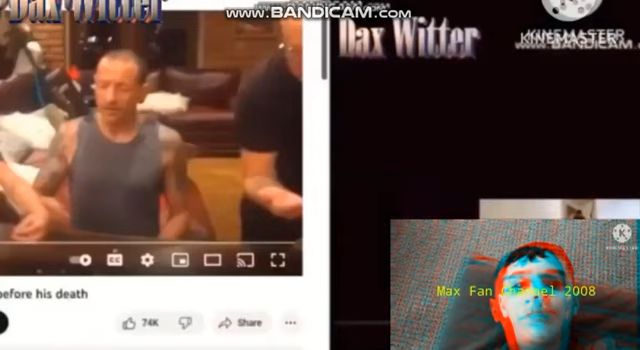 Dax Witter
www.BANDICAM.com
Dax Witter
KINEMASTER
www.BANDICAM.COM
CC
before his death
74K
Share
K
Max Fan Channel 2008